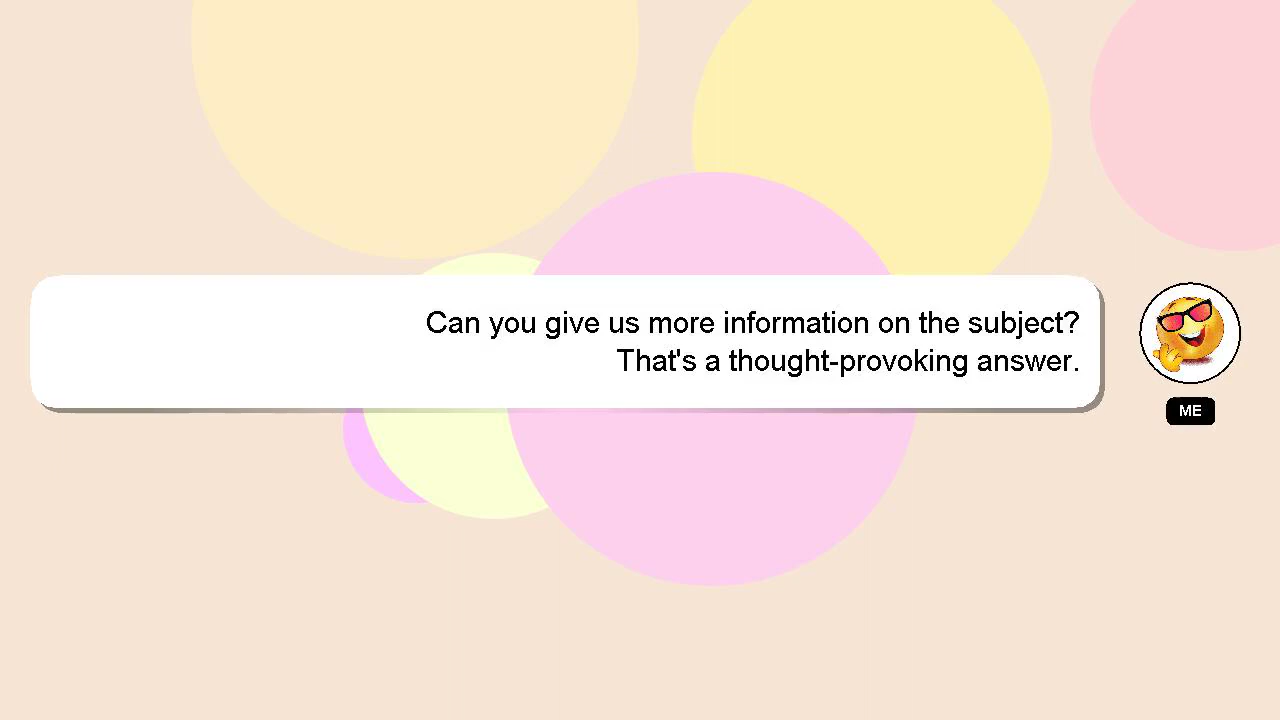 Can you give us more information on the subject?
That's a thought-provoking answer.
ME